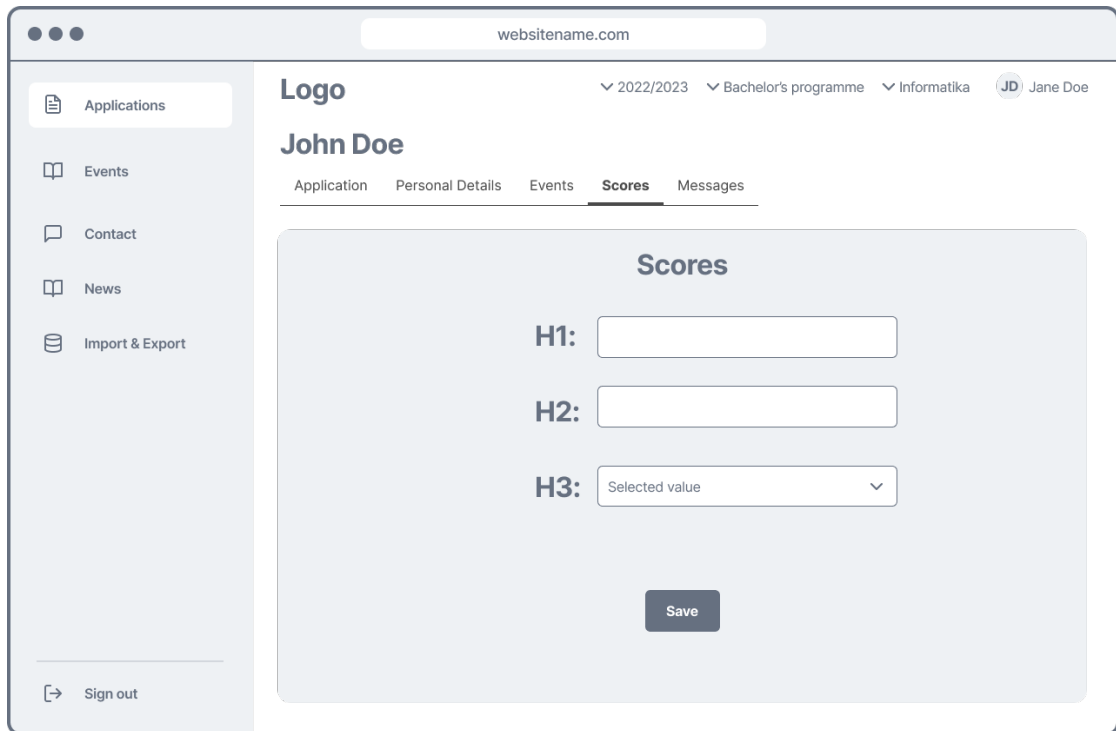 websitename.com
Applications
Events
Contact
News
Import & Export
Sign out
Logo
2022/2023 Bachelor's programme Informatika JD Jane Doe
John Doe
Application Personal Details Events Scores Messages
Scores
H1:
H2:
H3: Selected value
Save